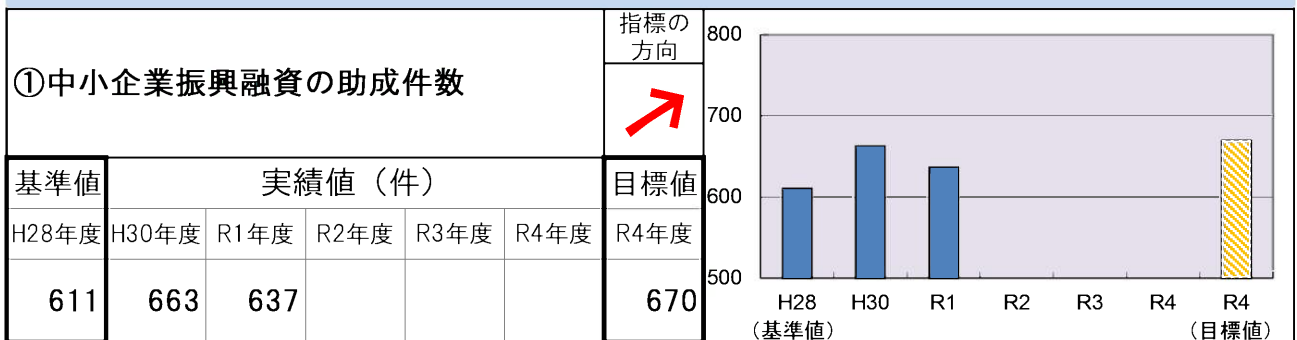 ①中小企業振興融資の助成件数
指標の
方向
基準値 実績値（件） 目標値
H28年度 H30年度 R1年度 R2年度 R3年度 R4年度 R4年度
611 663 637 670
800
700
600
500
H28 H30 R1 R2 R3 R4 R4
（基準値） （目標値）